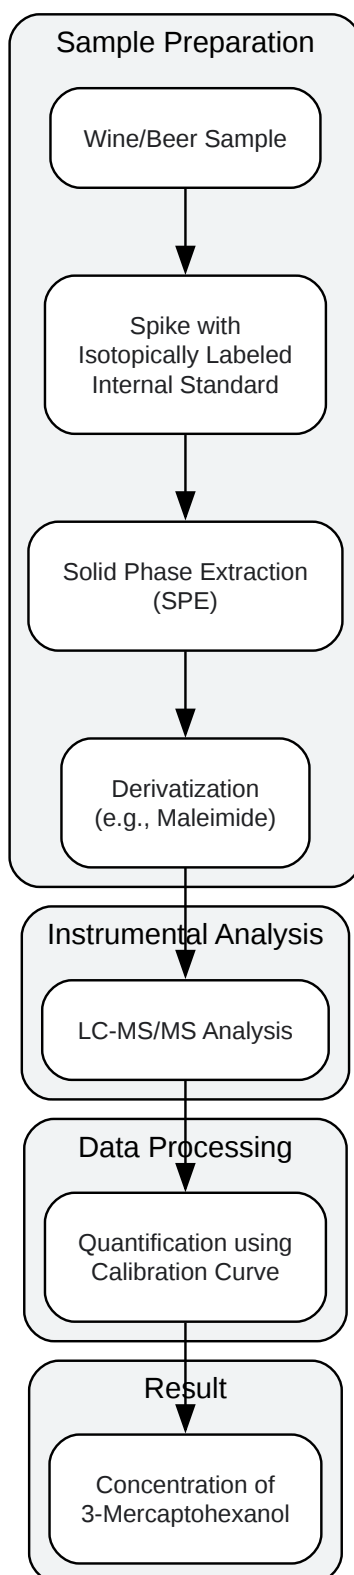 Sample Preparation
Wine/Beer Sample
Spike with
Isotopically Labeled
Internal Standard
Solid Phase Extraction
(SPE)
Derivatization
(e.g., Maleimide)
Instrumental Analysis
LC-MS/MS Analysis
Data Processing
Quantification using
Calibration Curve
Result
Concentration of
3-Mercaptohexanol